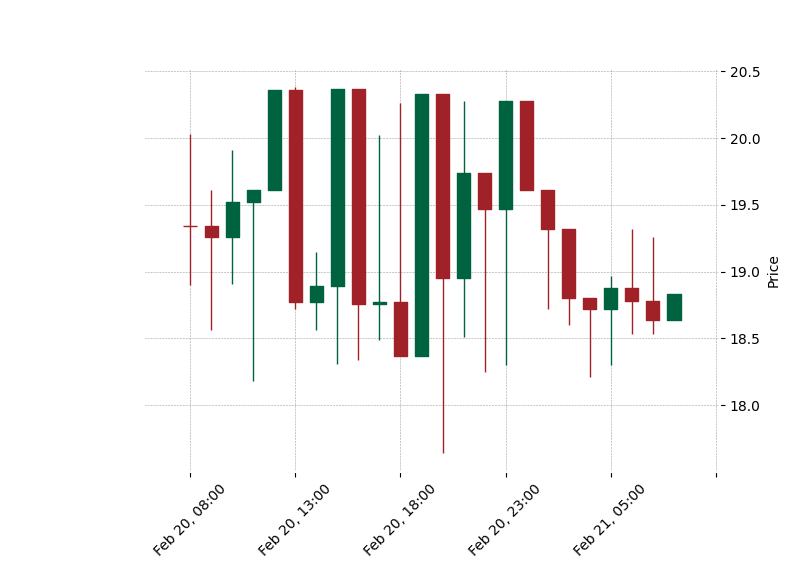 20.5
20.0
19.5
19.0
18.5
18.0
Price
Feb 20, 08:00
Feb 20, 13:00
Feb 20, 18:00
Feb 20, 23:00
Feb 21, 05:00